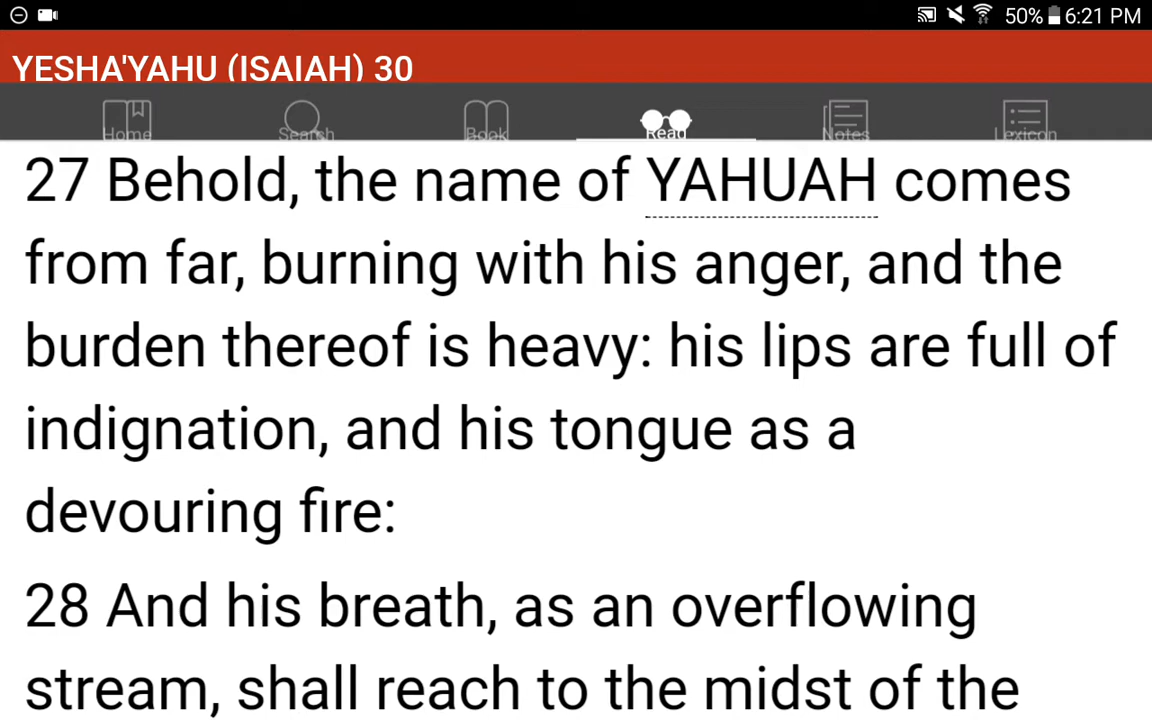 50% 6:21 PM
YESHA'YAHU (ISAIAH) 30
Home Search Book Read Notes Lexicon
27 Behold, the name of YAHUAH comes
from far, burning with his anger, and the
burden thereof is heavy: his lips are full of
indignation, and his tongue as a
devouring fire:
28 And his breath, as an overflowing
stream, shall reach to the midst of the